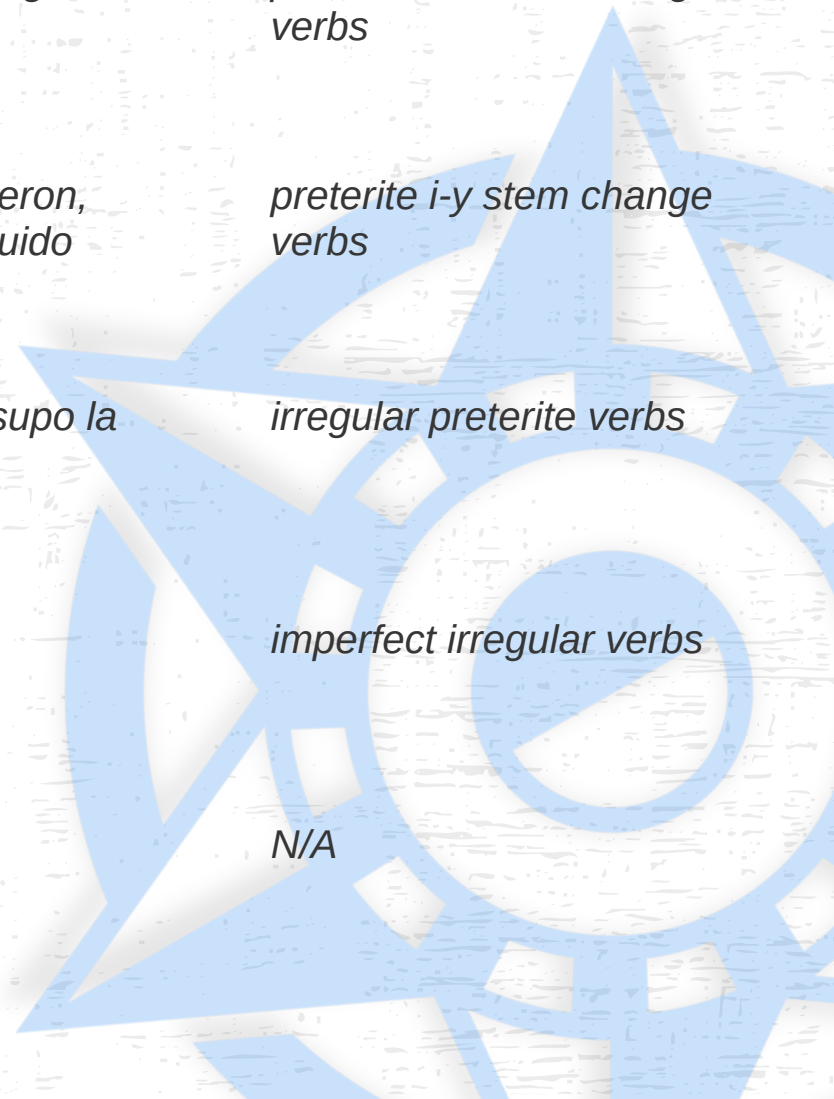 verbs
eron, preterite i-y stem change
uido verbs
supo la irregular preterite verbs
imperfect irregular verbs
N/A